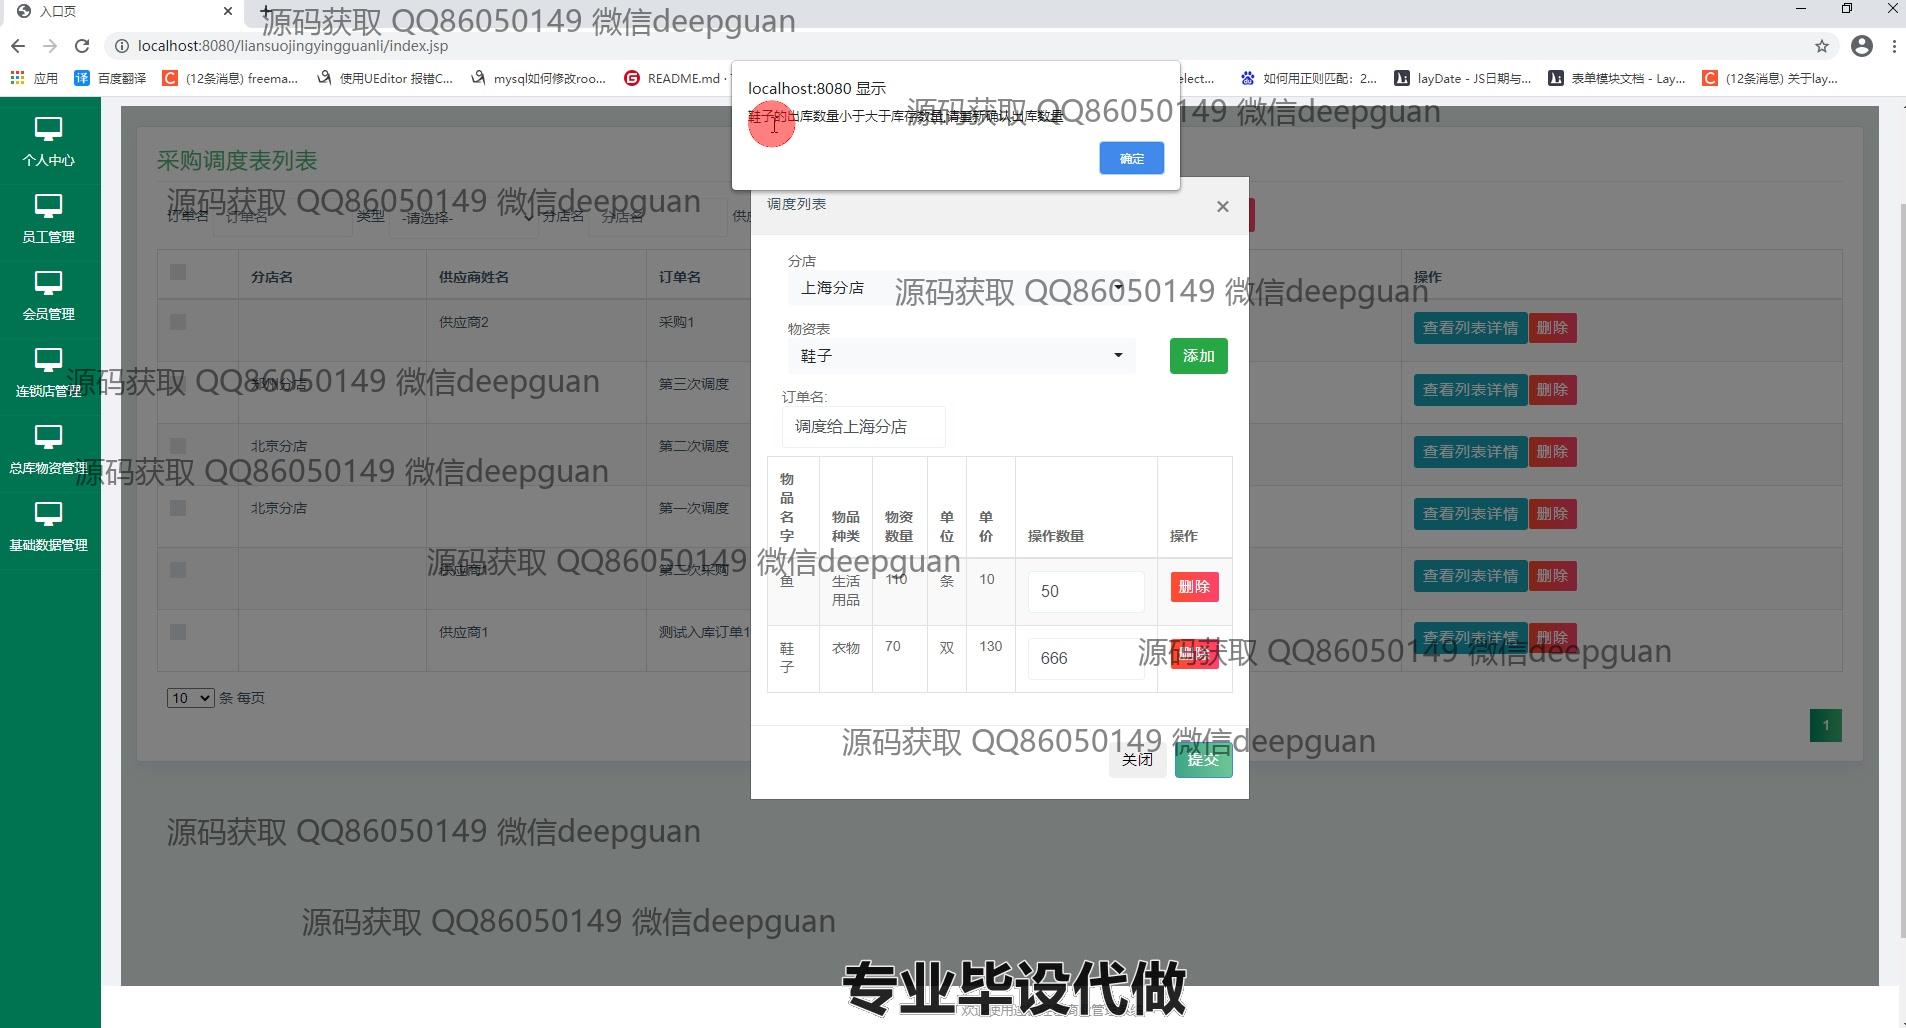 入口页
源码获取 QQ86050149 微信deepguan
localhost:8080/liansuojingyingguanli/index.jsp
应用
百度翻译
(12条消息) freema...
使用UEditor 报错C...
mysql如何修改roo...
README.md ·
elect...
如何用正则匹配：2...
layDate - JS日期与...
表单模块文档 - Lay...
(12条消息) 关于lay...
localhost:8080 显示
鞋子的出库数量小于大于库存数量,请重新确认出库数量
源码获取 QQ86050149 微信deepguan
确定
个人中心
员工管理
会员管理
连锁店管理
总库物资管理
基础数据管理
采购调度表列表
源码获取 QQ86050149 微信deepguan
订单名 订单名 类型 -请选择- 分店名 分店名
分店名 供应商姓名 订单名 操作
供应商2 采购1 查看列表详情 删除
郑州分店 第三次调度 查看列表详情 删除
源码获取 QQ86050149 微信deepguan
北京分店 第二次调度 查看列表详情 删除
源码获取 QQ86050149 微信deepguan
北京分店 第一次调度 查看列表详情 删除
供应商1 第二次采购 查看列表详情 删除
源码获取 QQ86050149 微信deepguan
供应商1 测试入库订单1 查看列表详情 删除
10 条 每页
1
调度列表
×
分店
上海分店
源码获取 QQ86050149 微信deepguan
物资表
鞋子
添加
订单名:
调度给上海分店
物品名字 物品种类 物资数量 单位 单价 操作数量 操作
鱼 生活用品 110 条 10 50 删除
鞋子 衣物 70 双 130 666 删除
源码获取 QQ86050149 微信deepguan
源码获取 QQ86050149 微信deepguan
关闭
提交
源码获取 QQ86050149 微信deepguan
源码获取 QQ86050149 微信deepguan
专业毕设代做